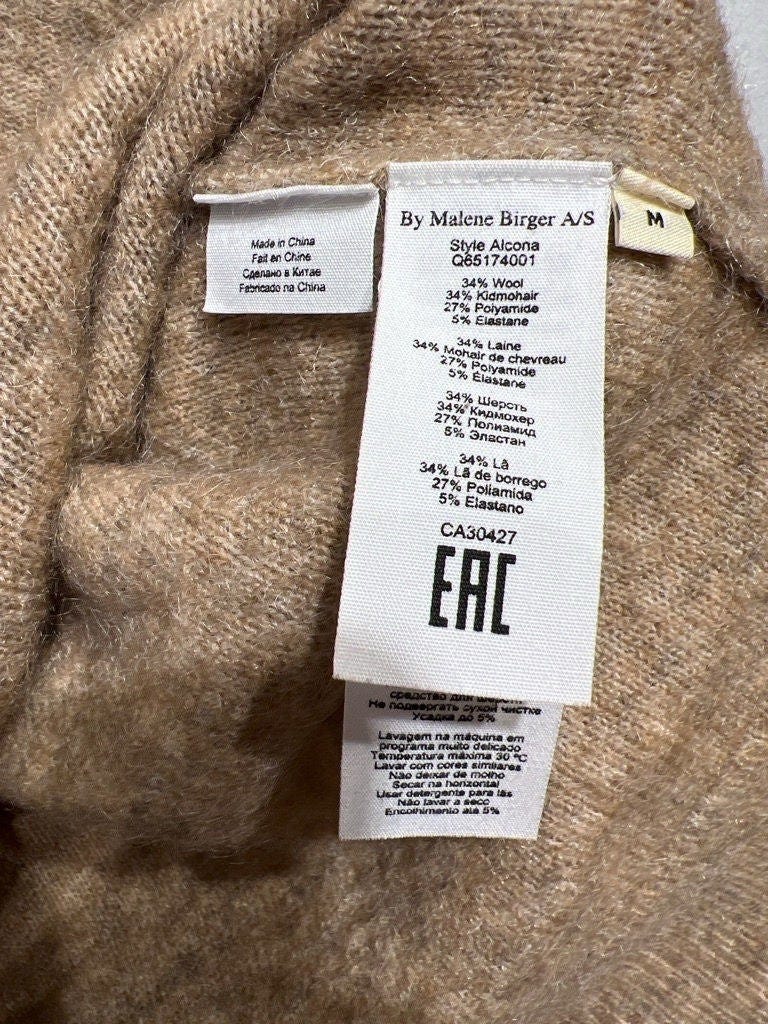 Made in China
Fait en Chine
Сделано в Китае
Fabricado na China
By Malene Birger A/S
Style Alcona
Q65174001
34% Wool
34% Kidmohair
27% Polyamide
5% Elastane
34% Laine
34% Mohair de chevreau
27% Polyamide
5% Élastane
34% Шерсть
34% Кидмохер
27% Полиамид
5% Эластан
34% Lã
34% Lã de borrego
27% Poliamida
5% Elastano
CA30427
EAC
M
средство для шерсти
Не подвергать сухой чистке
Усадка до 5%
Lavagem na máquina em
programa muito delicado
Temperatura máxima 30 ºC
Lavar com cores similares
Não deixar de molho
Secar na horizontal
Usar detergente para lãs
Não lavar a seco
Encolhimento até 5%